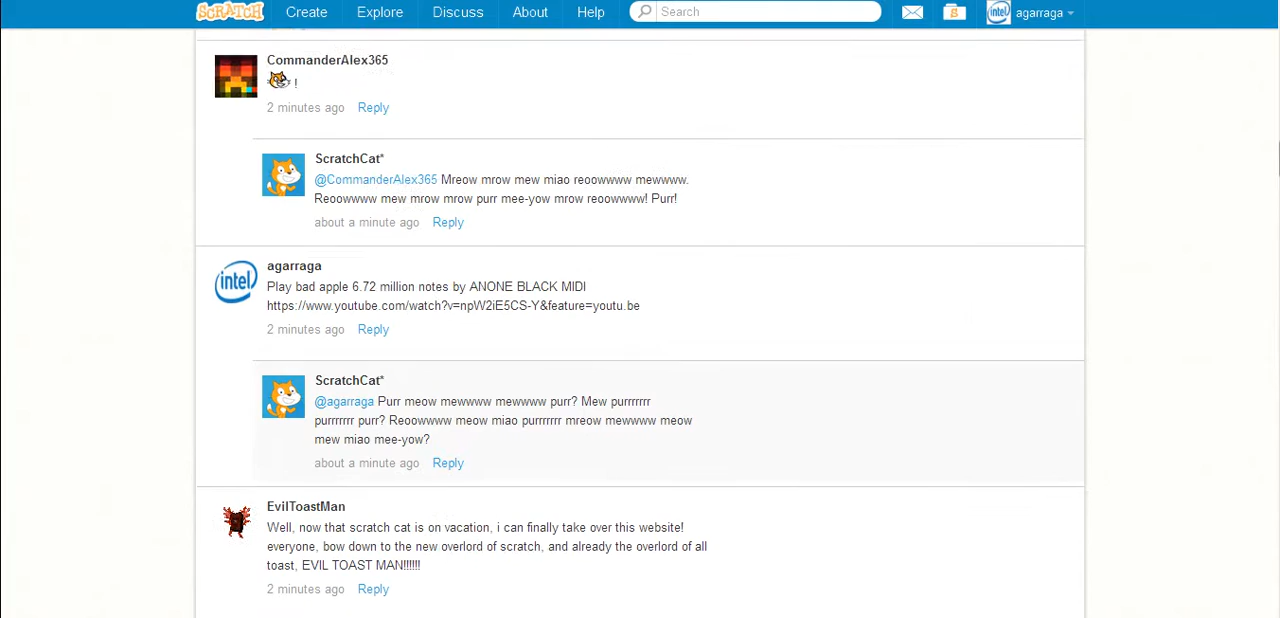 SCRATCH Create Explore Discuss About Help Search S intel agarraga
CommanderAlex365
!
2 minutes ago Reply
ScratchCat*
@CommanderAlex365 Mreow mrow mew miao reoowwww mewwww.
Reoowwww mew mrow mrow purr mee-yow mrow reoowwww! Purr!
about a minute ago Reply
agarraga
intel
Play bad apple 6.72 million notes by ANONE BLACK MIDI
https://www.youtube.com/watch?v=npW2iE5CS-Y&feature=youtu.be
2 minutes ago Reply
ScratchCat*
@agarraga Purr meow mewwww mewwww purr? Mew purrrrrrr
purrrrrrr purr? Reoowwww meow miao purrrrrrr mreow mewwww meow
mew miao mee-yow?
about a minute ago Reply
EvilToastMan
Well, now that scratch cat is on vacation, i can finally take over this website!
everyone, bow down to the new overlord of scratch, and already the overlord of all
toast, EVIL TOAST MAN!!!!!!
2 minutes ago Reply